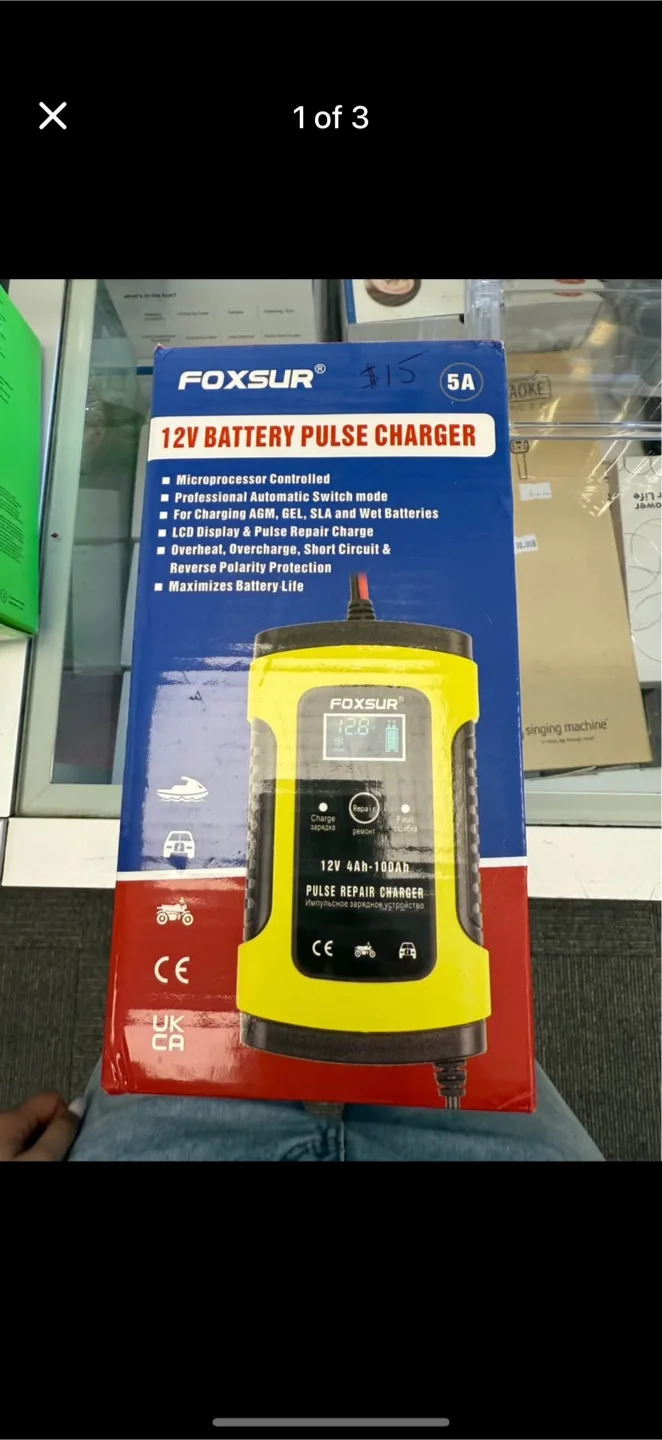 1 of 3
FOXSUR®
$15
5A
12V BATTERY PULSE CHARGER
Microprocessor Controlled
Professional Automatic Switch mode
For Charging AGM, GEL, SLA and Wet Batteries
LCD Display & Pulse Repair Charge
Overheat, Overcharge, Short Circuit &
Reverse Polarity Protection
Maximizes Battery Life
FOXSUR®
12.8
Repair
Charge
зарядка
ремонт
Fault
ошибка
12V 4Ah-100Ah
PULSE REPAIR CHARGER
Импульсное зарядное устройство
CE
CE
UK
CA
AOKE
singing machine